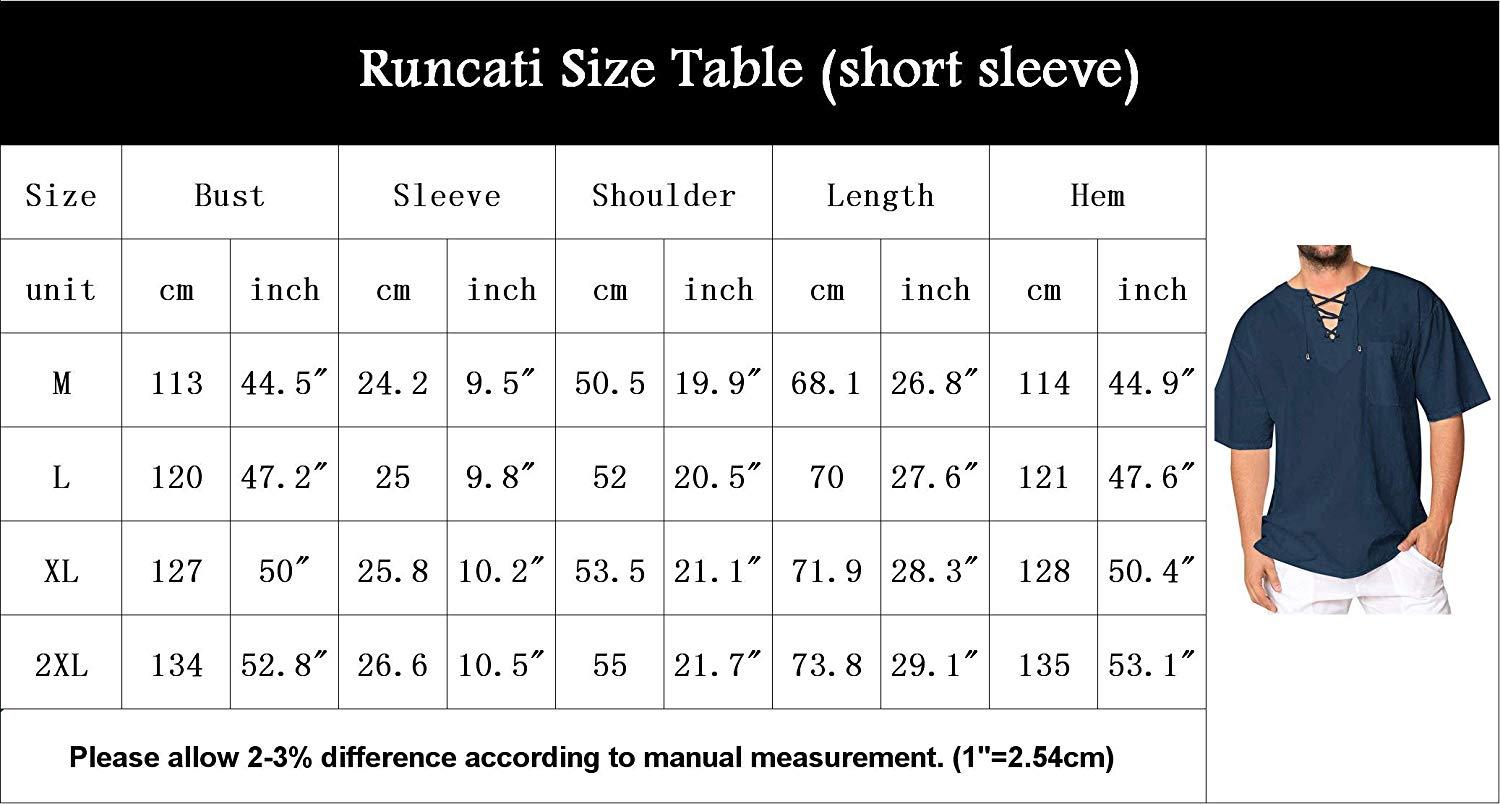 Runcati Size Table (short sleeve)
Size Bust Sleeve Shoulder Length Hem
unit cm inch cm inch cm inch cm inch cm inch
M 113 44.5″ 24.2 9.5″ 50.5 19.9″ 68.1 26.8″ 114 44.9″
L 120 47.2″ 25 9.8″ 52 20.5″ 70 27.6″ 121 47.6″
XL 127 50″ 25.8 10.2″ 53.5 21.1″ 71.9 28.3″ 128 50.4″
2XL 134 52.8″ 26.6 10.5″ 55 21.7″ 73.8 29.1″ 135 53.1″
Please allow 2-3% difference according to manual measurement. (1"=2.54cm)